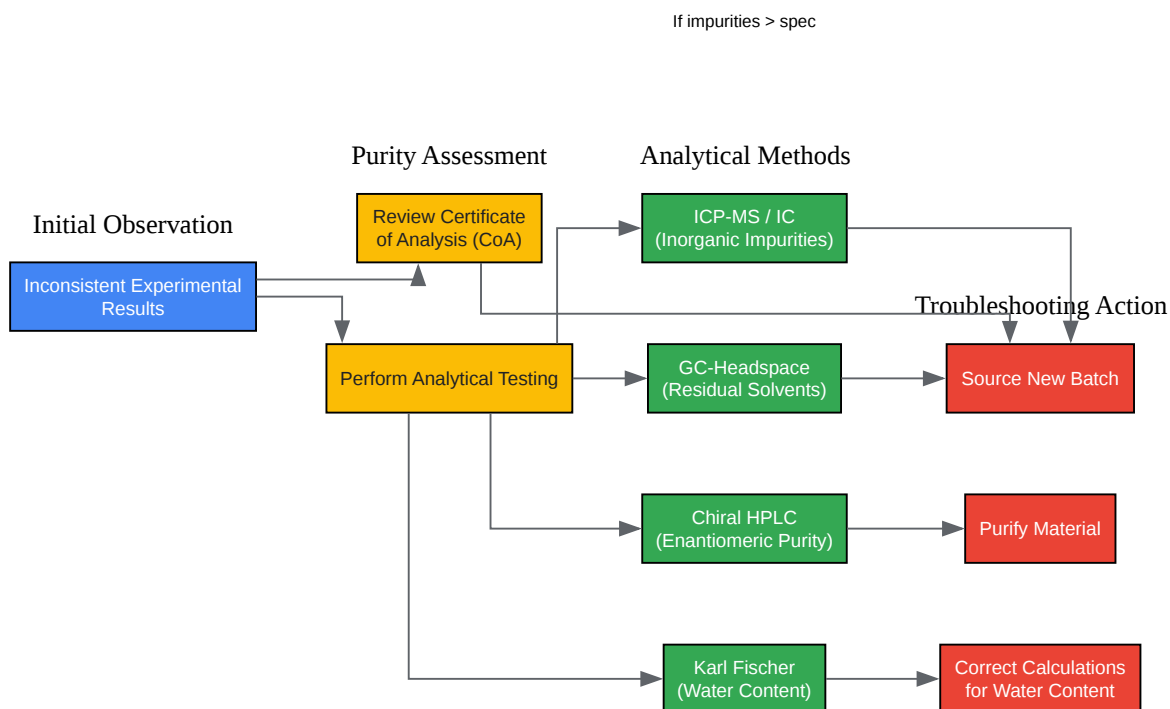 If impurities > spec
Purity Assessment
Analytical Methods
Initial Observation
Review Certificate
of Analysis (CoA)
ICP-MS / IC
(Inorganic Impurities)
Inconsistent Experimental
Results
Troubleshooting Action
Perform Analytical Testing
GC-Headspace
(Residual Solvents)
Source New Batch
Chiral HPLC
(Enantiomeric Purity)
Purify Material
Karl Fischer
(Water Content)
Correct Calculations
for Water Content